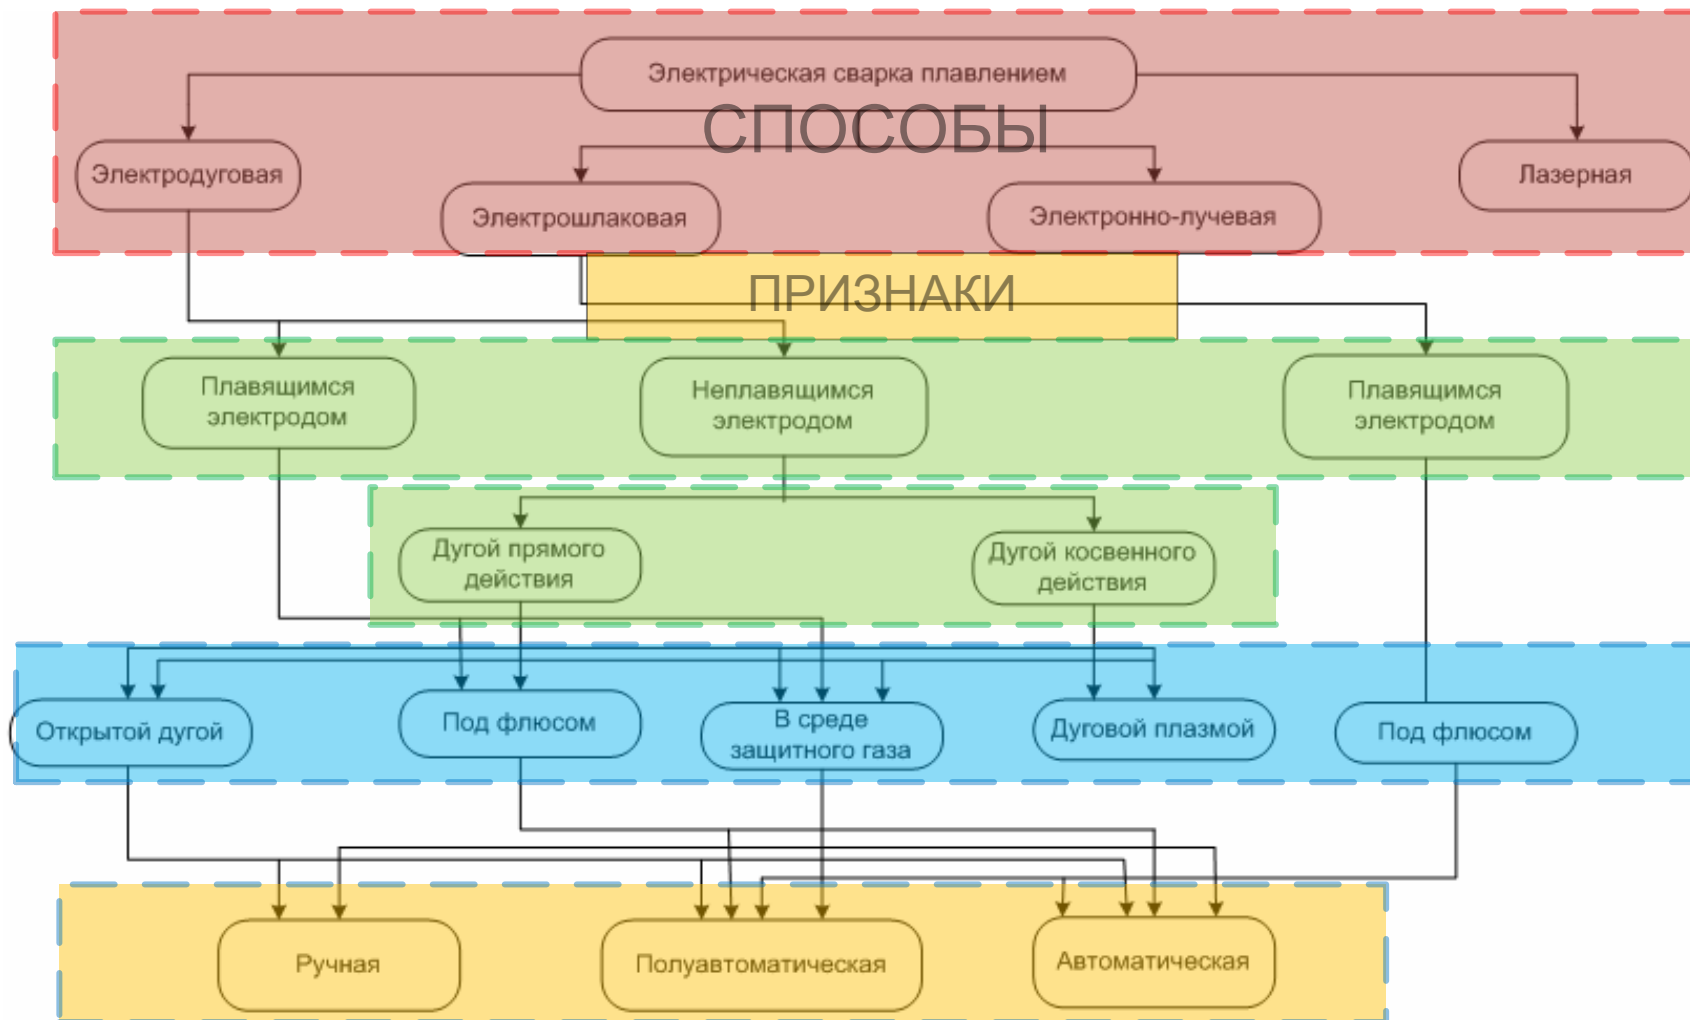 Электрическая сварка плавлением
СПОСОБЫ
Электродуговая
Электрошлаковая
Электронно-лучевая
Лазерная
ПРИЗНАКИ
Плавящимся
электродом
Неплавящимся
электродом
Плавящимся
электродом
Дугой прямого
действия
Дугой косвенного
действия
Открытой дугой
Под флюсом
В среде
защитного газа
Дуговой плазмой
Под флюсом
Ручная
Полуавтоматическая
Автоматическая